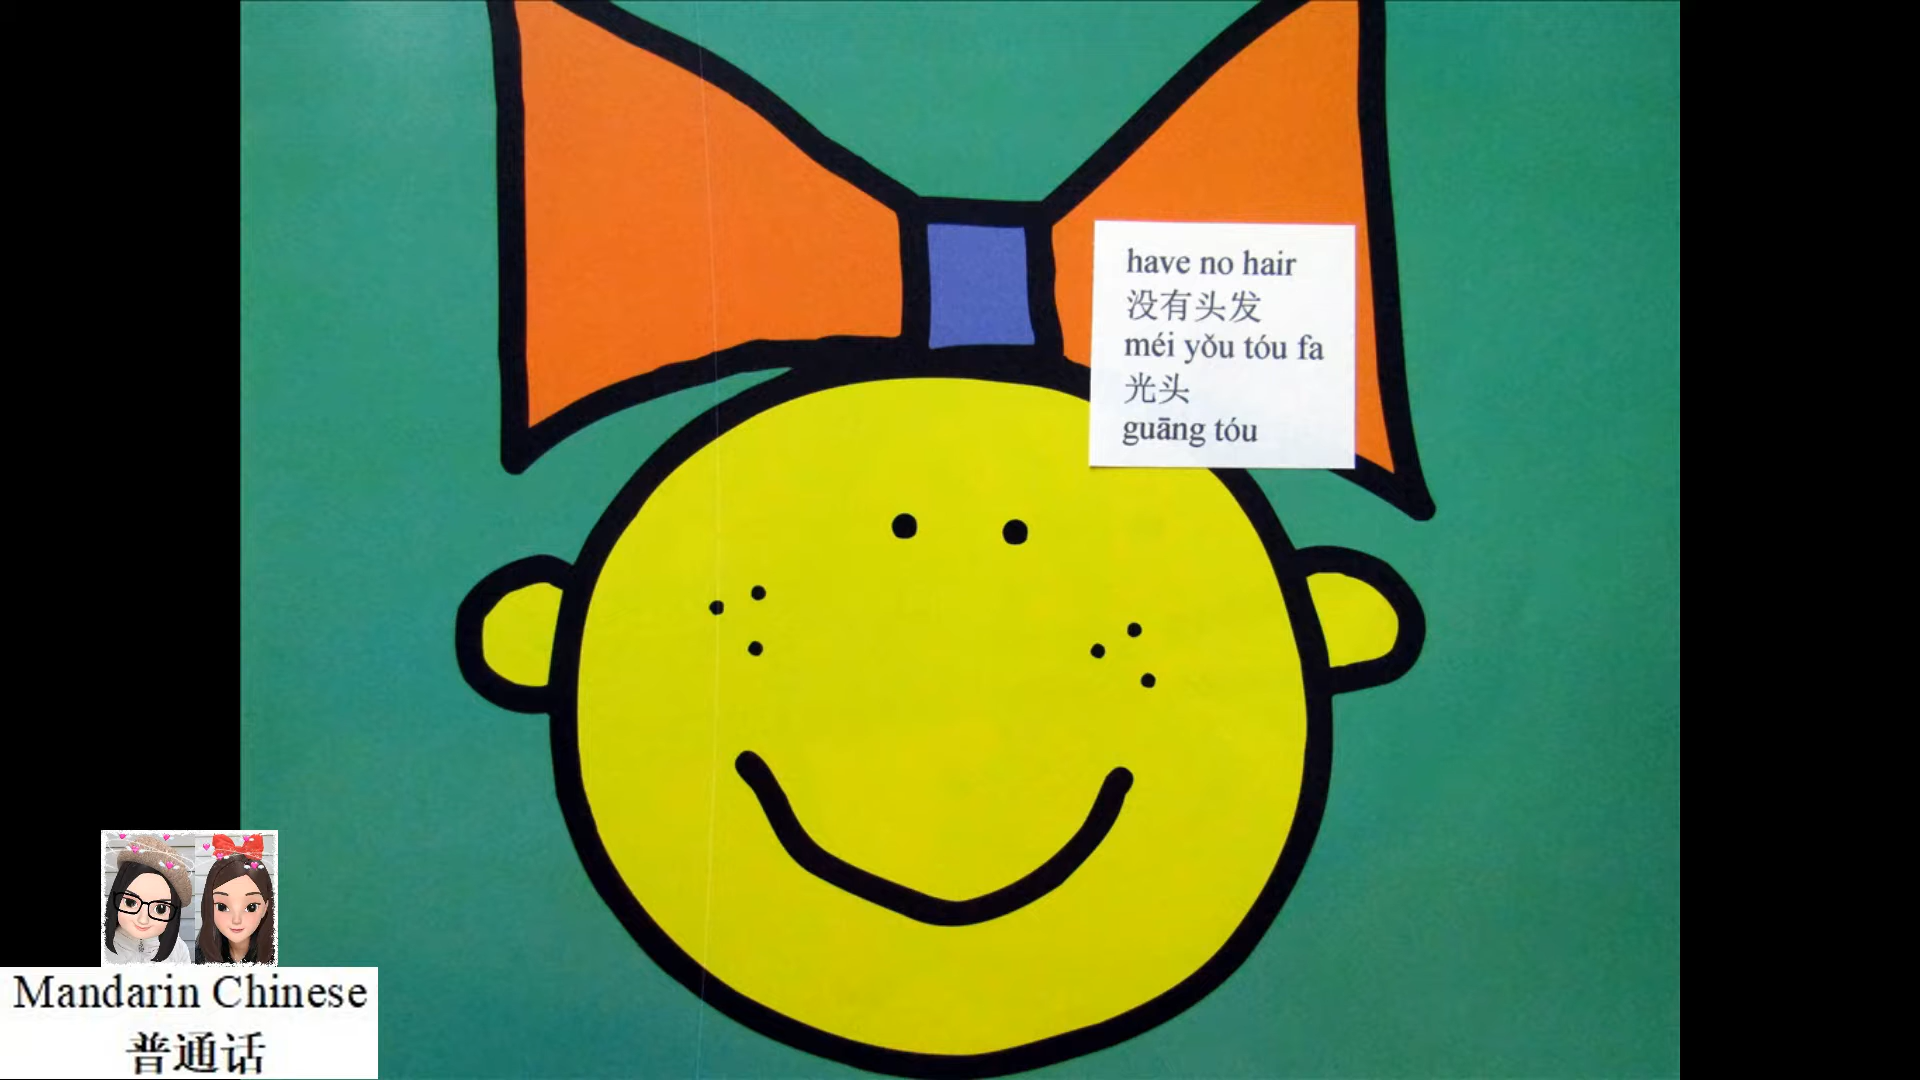 have no hair
没有头发
méi yǒu tóu fa
光头
guāng tóu
Mandarin Chinese
普通话